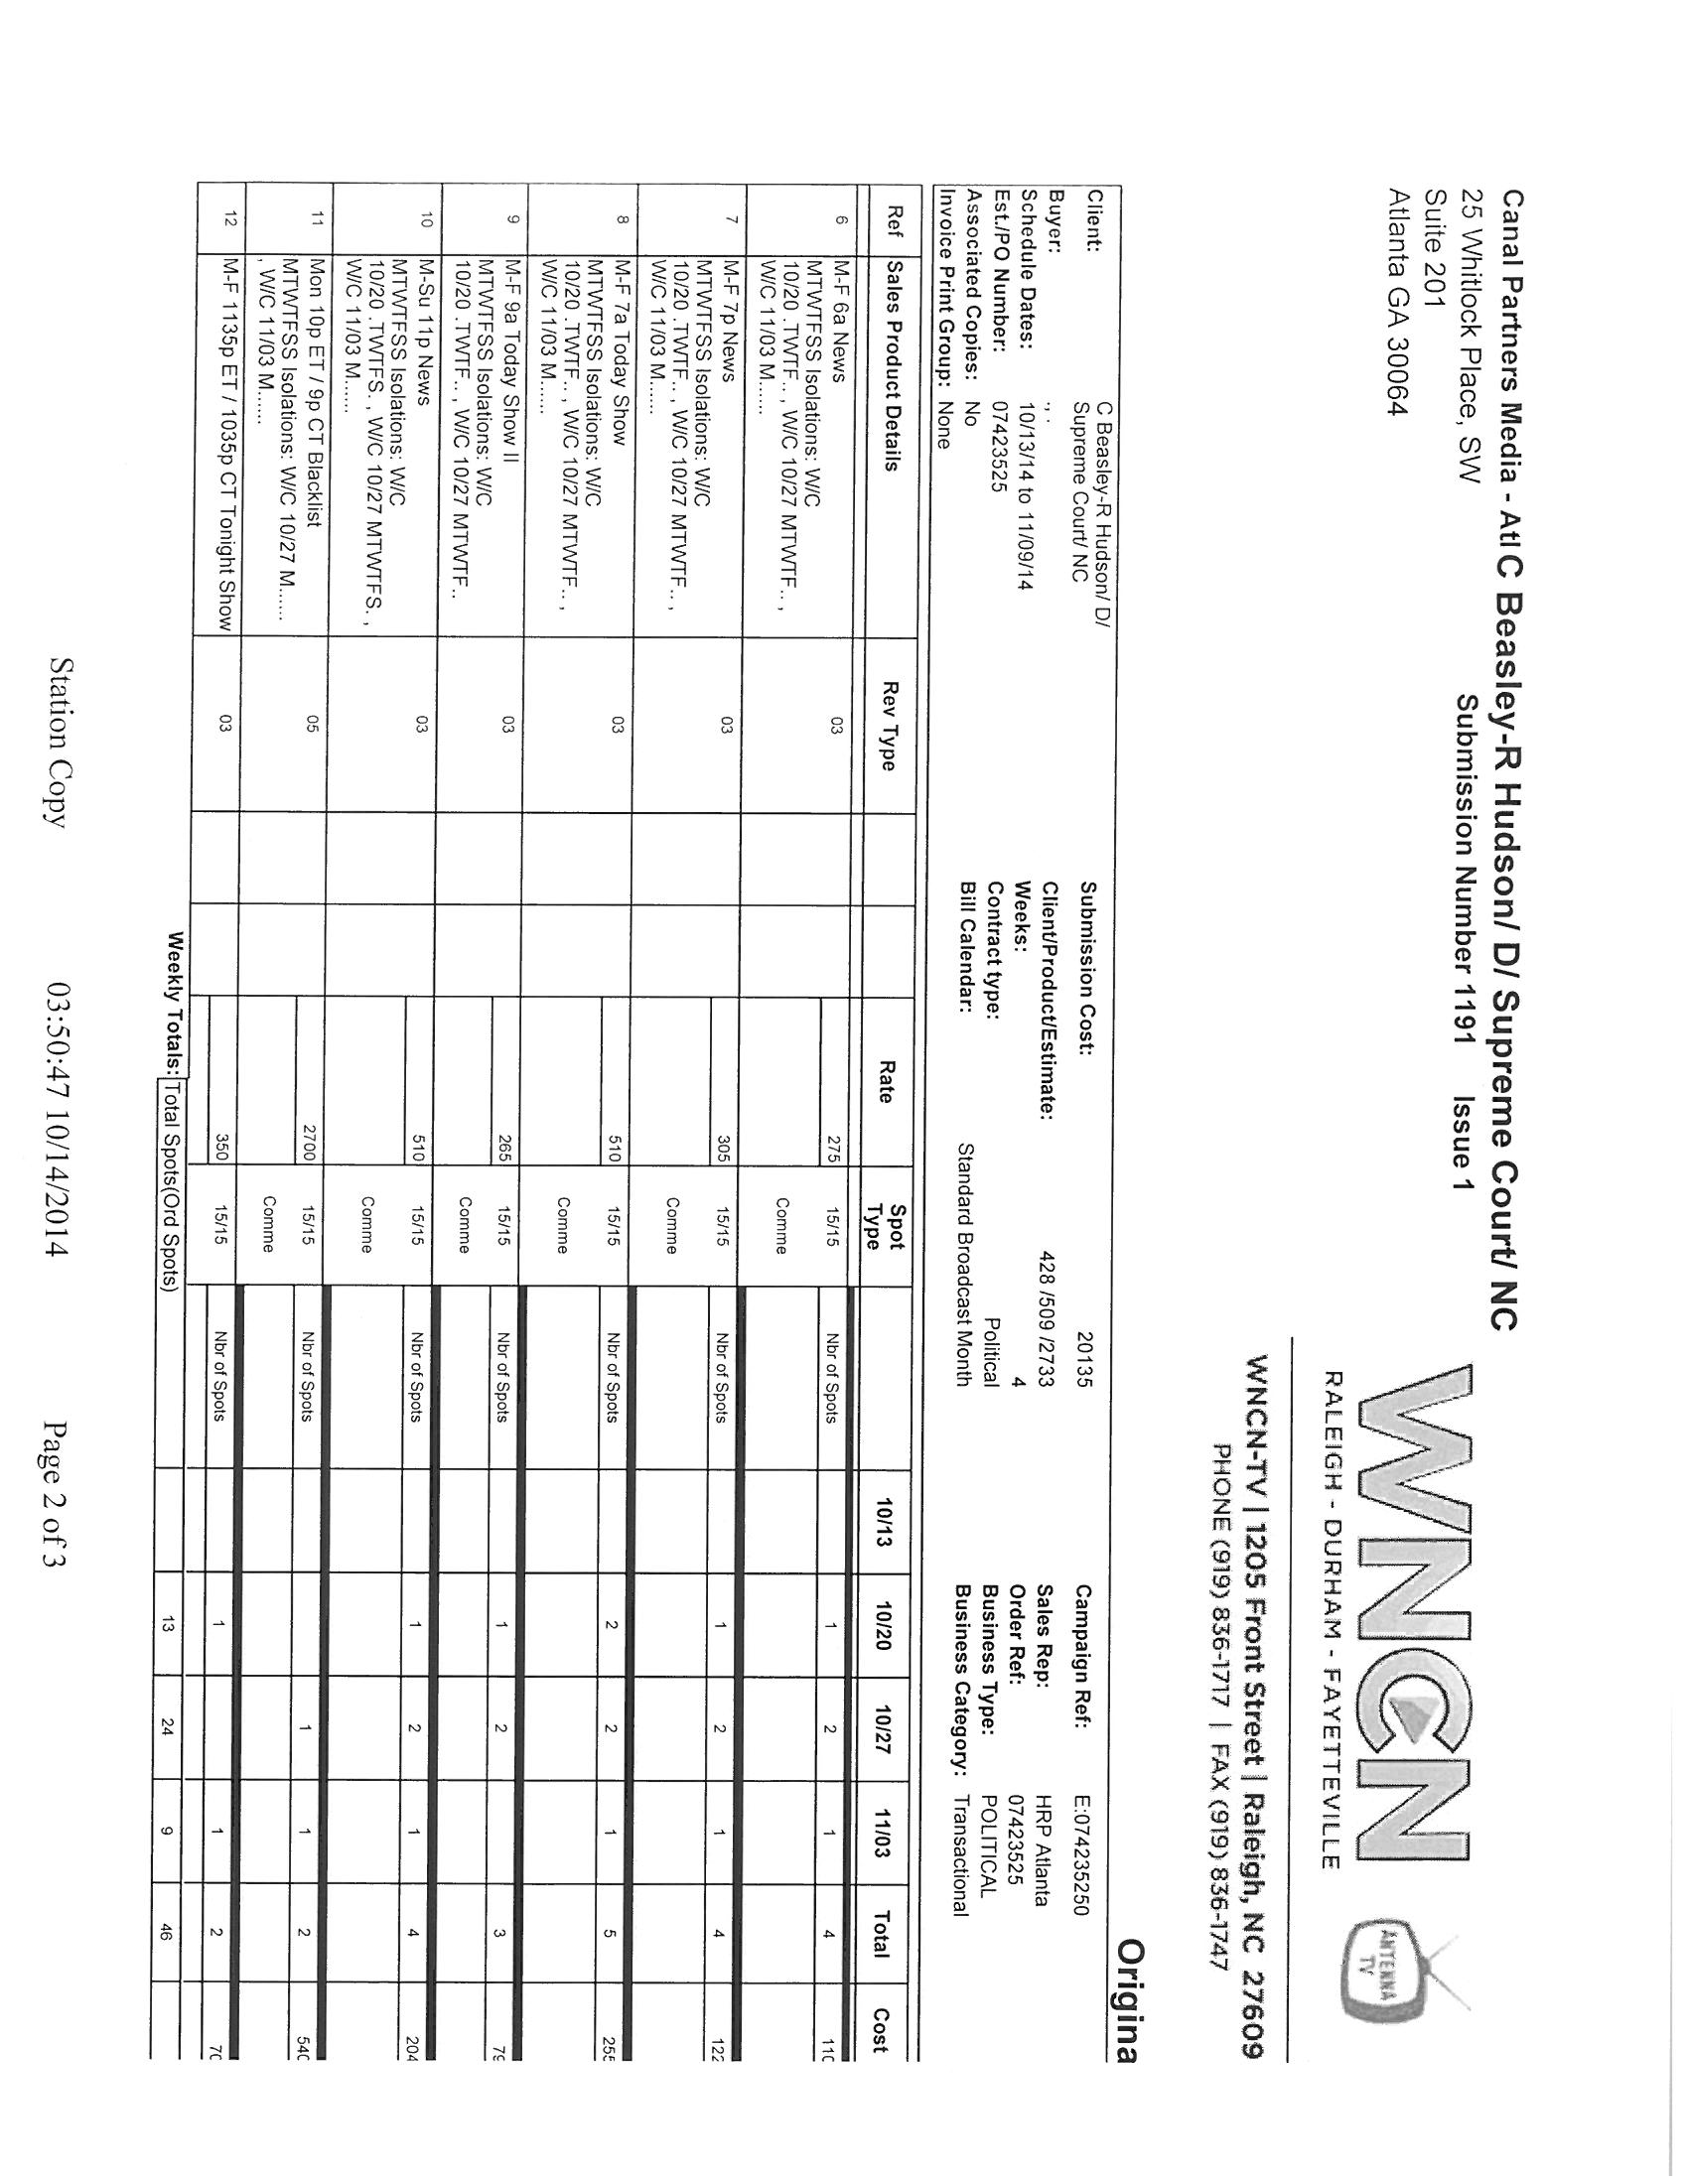 Canal Partners Media - AtlC Beasley-R Hudson/ D/ Supreme Court/ NC
25 Whitlock Place, SW
Submission Number 1191 Issue 1
Suite 201
Atlanta GA 30064
WNCN
RALEIGH - DURHAM - FAYETTEVILLE
ANTENNA
TV
WNCN-TV | 1205 Front Street | Raleigh, NC 27609
PHONE (919) 836-1717 | FAX (919) 836-1747
Origina
Client: C Beasley-R Hudson/ D/
Supreme Court/ NC
Submission Cost: 20135
Campaign Ref: E:074235250
Buyer: ., .
Client/Product/Estimate: 428 /509 /2733
Sales Rep: HRP Atlanta
Schedule Dates: 10/13/14 to 11/09/14
Weeks: 4
Order Ref: 07423525
Est./PO Number: 07423525
Contract type: Political
Business Type: POLITICAL
Associated Copies: No
Bill Calendar: Standard Broadcast Month
Business Category: Transactional
Invoice Print Group: None
Ref Sales Product Details Rev Type Rate Spot Type 10/13 10/20 10/27 11/03 Total Cost
6 M-F 6a News 03 275 15/15 Nbr of Spots 1 2 1 4 110
MTWTFSS Isolations: W/C Comme
10/20 .TWTF.. , W/C 10/27 MTWTF.. ,
W/C 11/03 M......
7 M-F 7p News 03 305 15/15 Nbr of Spots 1 2 1 4 122
MTWTFSS Isolations: W/C Comme
10/20 .TWTF.. , W/C 10/27 MTWTF.. ,
W/C 11/03 M......
8 M-F 7a Today Show 03 510 15/15 Nbr of Spots 2 2 1 5 255
MTWTFSS Isolations: W/C Comme
10/20 .TWTF.. , W/C 10/27 MTWTF.. ,
W/C 11/03 M......
9 M-F 9a Today Show II 03 265 15/15 Nbr of Spots 1 2 3 79
MTWTFSS Isolations: W/C Comme
10/20 .TWTF.. , W/C 10/27 MTWTF..
10 M-Su 11p News 03 510 15/15 Nbr of Spots 1 2 1 4 204
MTWTFSS Isolations: W/C Comme
10/20 .TWTFS. , W/C 10/27 MTWTFS. ,
W/C 11/03 M......
11 Mon 10p ET / 9p CT Blacklist 05 2700 15/15 Nbr of Spots 1 1 2 540
MTWTFSS Isolations: W/C 10/27 M...... Comme
, W/C 11/03 M......
12 M-F 1135p ET / 1035p CT Tonight Show 03 350 15/15 Nbr of Spots 1 1 2 70
Weekly Totals: Total Spots(Ord Spots) 13 24 9 46
Station Copy 03:50:47 10/14/2014 Page 2 of 3